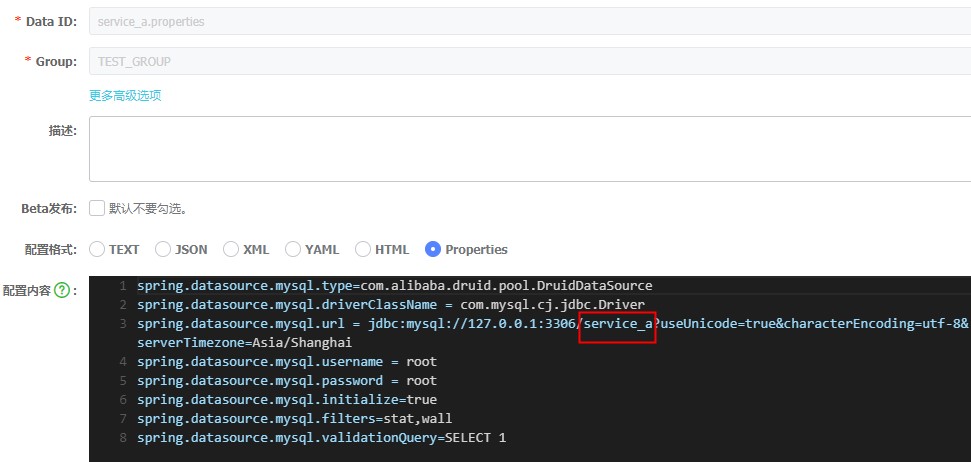 * Data ID: service_a.properties
* Group: TEST_GROUP
更多高级选项
描述:
Beta发布: 默认不要勾选。
配置格式: TEXT JSON XML YAML HTML Properties
配置内容 ? :
1 spring.datasource.mysql.type=com.alibaba.druid.pool.DruidDataSource
2 spring.datasource.mysql.driverClassName = com.mysql.cj.jdbc.Driver
3 spring.datasource.mysql.url = jdbc:mysql://127.0.0.1:3306/service_a?useUnicode=true&characterEncoding=utf-8&
serverTimezone=Asia/Shanghai
4 spring.datasource.mysql.username = root
5 spring.datasource.mysql.password = root
6 spring.datasource.mysql.initialize=true
7 spring.datasource.mysql.filters=stat,wall
8 spring.datasource.mysql.validationQuery=SELECT 1